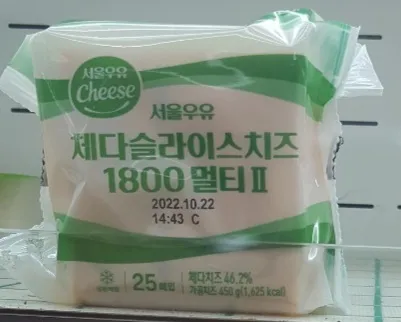 서울우유
Cheese
서울우유
체다슬라이스치즈
1800 멀티 II
2022.10.22
14:43 C
25매입
체다치즈 46.2%
가공치즈 450 g(1,625 kcal)